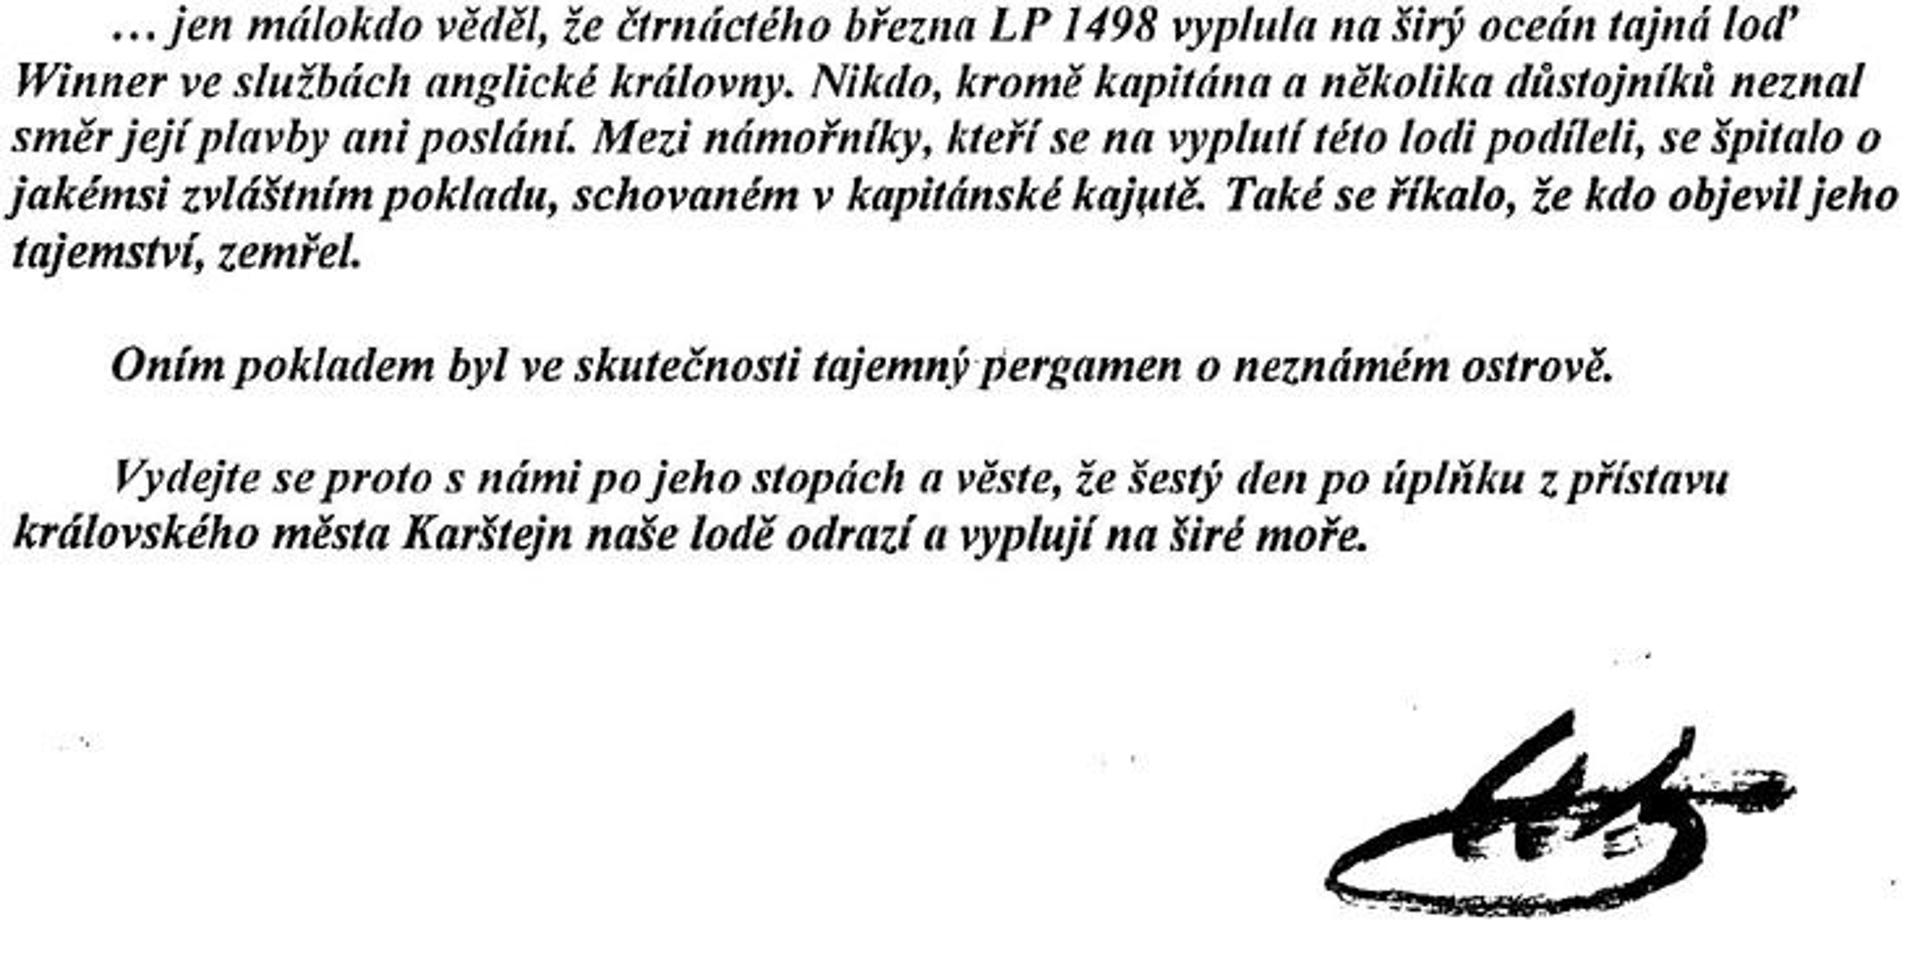 ...jen málokdo věděl, že čtrnáctého března LP 1498 vyplula na širý oceán tajná loď
Winner ve službách anglické královny. Nikdo, kromě kapitána a několika důstojníků neznal
směr její plavby ani poslání. Mezi námořníky, kteří se na vyplutí této lodi podíleli, se špitalo o
jakémsi zvláštním pokladu, schovaném v kapitánské kajutě. Také se říkalo, že kdo objevil jeho
tajemství, zemřel.
Oním pokladem byl ve skutečnosti tajemný pergamen o neznámém ostrově.
Vydejte se proto s námi po jeho stopách a věste, že šestý den po úplňku z přístavu
královského města Karštejn naše lodě odrazí a vyplují na širé moře.